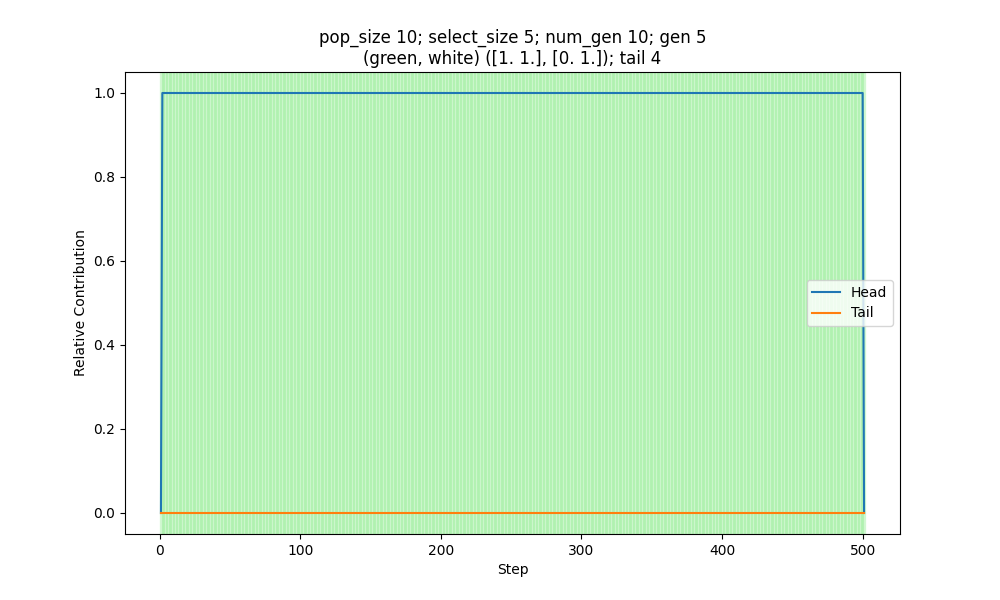 pop_size 10; select_size 5; num_gen 10; gen 5
(green, white) ([1. 1.], [0. 1.]); tail 4
Relative Contribution
1.0
0.8
0.6
0.4
0.2
0.0
Head
Tail
0
100
200
300
400
500
Step